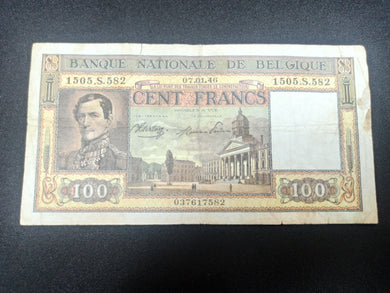 BANQUE NATIONALE DE BELGIQUE
1505.S.582 07.01.46 1505.S.582
CENT FRANCS
100 100
037617582